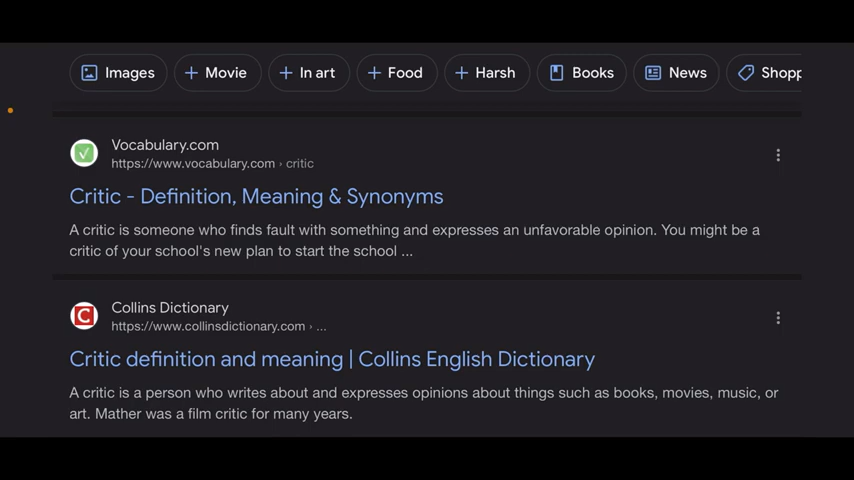 Images Movie In art Food Harsh Books News Shopp
Vocabulary.com
https://www.vocabulary.com › critic
Critic - Definition, Meaning & Synonyms
A critic is someone who finds fault with something and expresses an unfavorable opinion. You might be a
critic of your school's new plan to start the school ...
Collins Dictionary
https://www.collinsdictionary.com › ...
Critic definition and meaning | Collins English Dictionary
A critic is a person who writes about and expresses opinions about things such as books, movies, music, or
art. Mather was a film critic for many years.